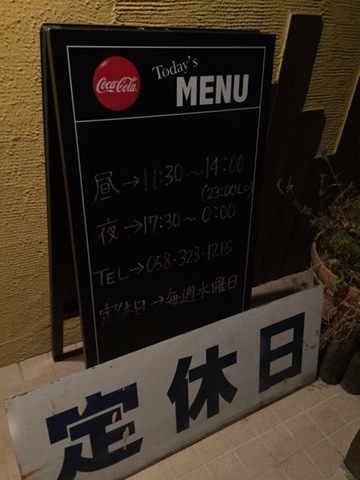 Coca-Cola
Today's
MENU
昼→11:30〜14:00
(23:00LO)
夜→17:30〜0:00
TEL→058-323-1215
定休日→毎週水曜日
定休日